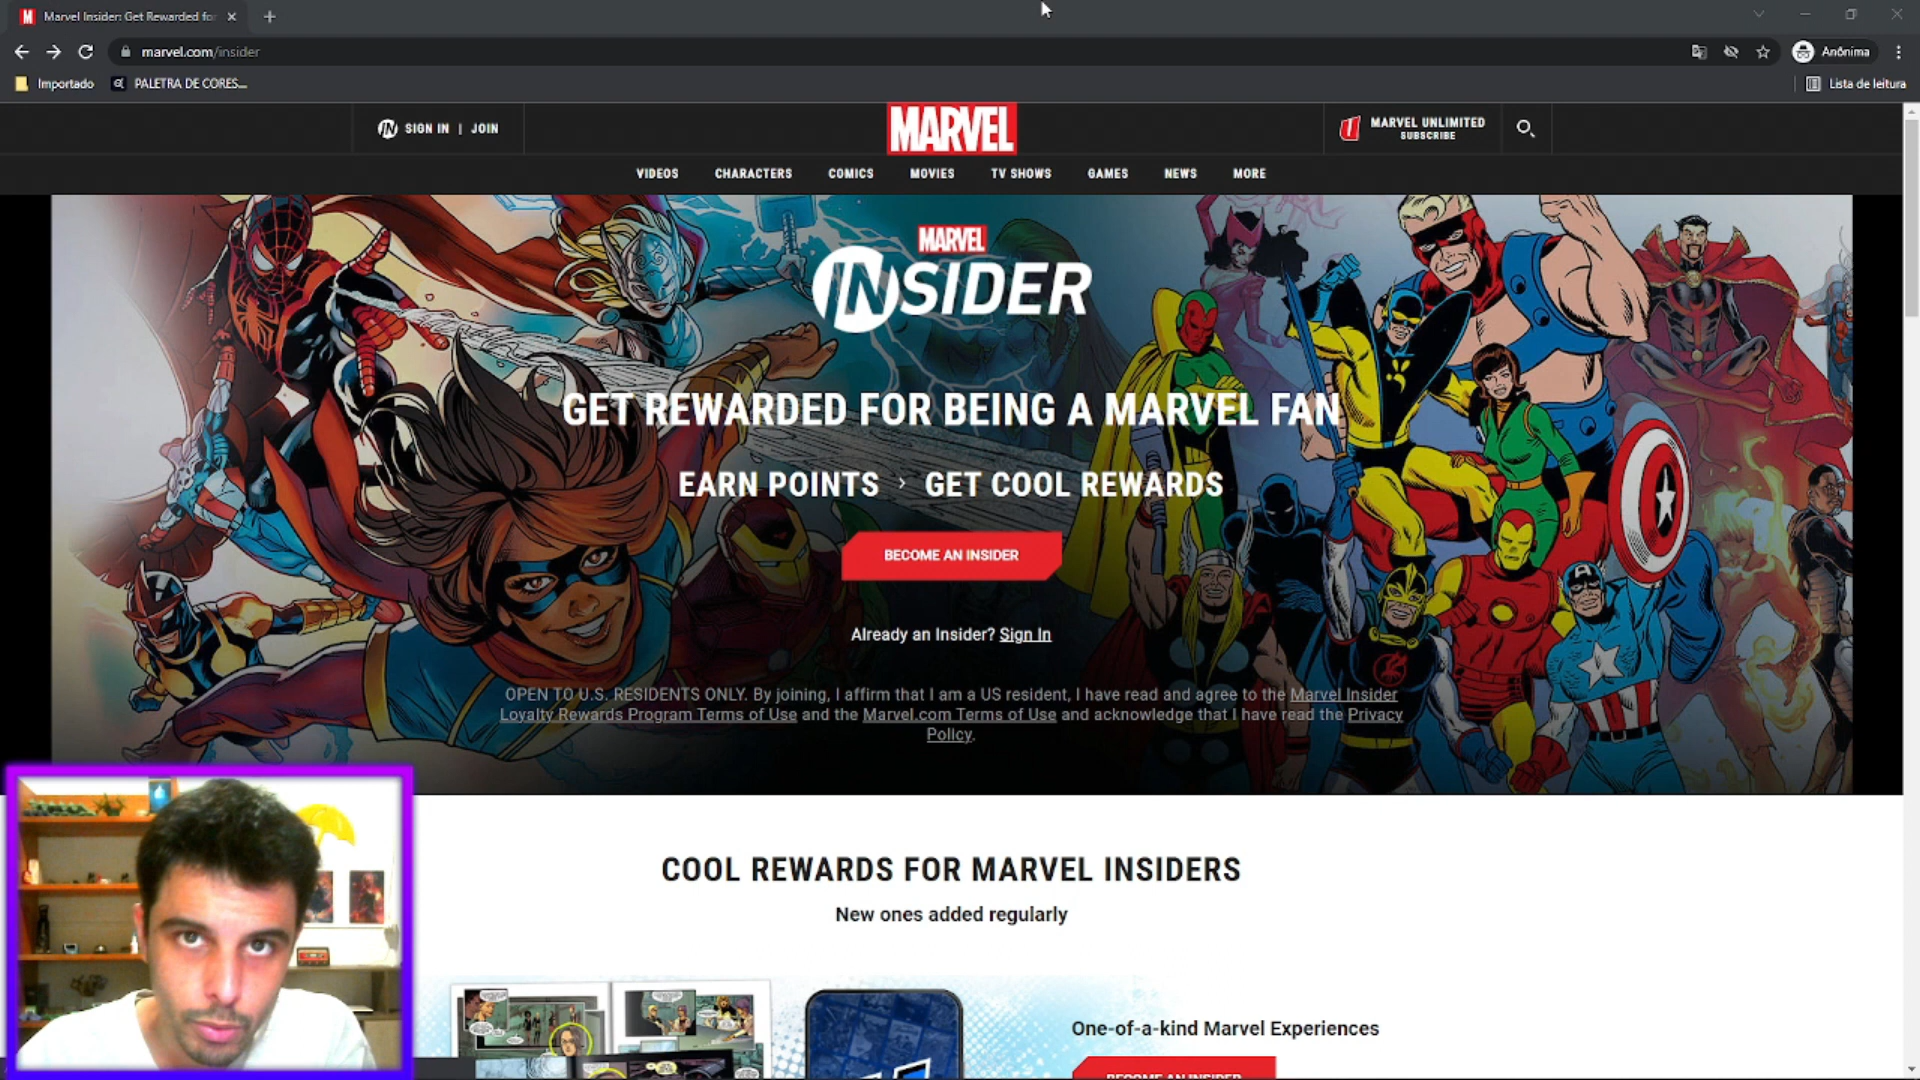 Marvel Insider: Get Rewarded for
marvel.com/insider
Anônima
Importado
PALETRA DE CORES...
Lista de leitura
IN SIGN IN | JOIN
MARVEL
MARVEL UNLIMITED
SUBSCRIBE
VIDEOS CHARACTERS COMICS MOVIES TV SHOWS GAMES NEWS MORE
MARVEL
INSIDER
GET REWARDED FOR BEING A MARVEL FAN
EARN POINTS › GET COOL REWARDS
BECOME AN INSIDER
Already an Insider? Sign In
OPEN TO U.S. RESIDENTS ONLY. By joining, I affirm that I am a US resident, I have read and agree to the Marvel Insider
Loyalty Rewards Program Terms of Use and the Marvel.com Terms of Use and acknowledge that I have read the Privacy
Policy.
COOL REWARDS FOR MARVEL INSIDERS
New ones added regularly
One-of-a-kind Marvel Experiences
BECOME AN INSIDER